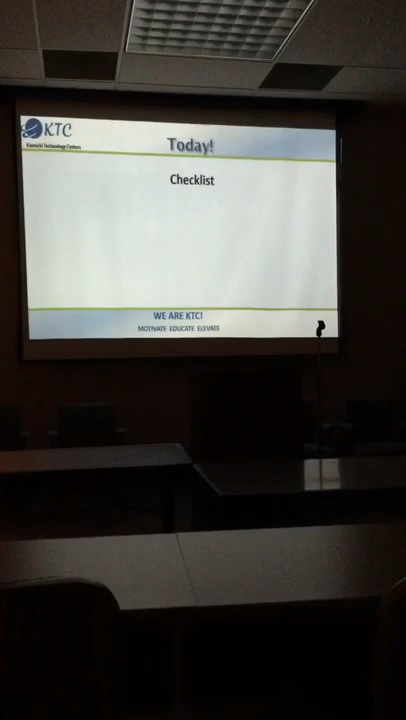 KTC
Kiamichi Technology Centers
Today!
Checklist
WE ARE KTC!
MOTIVATE EDUCATE ELEVATE